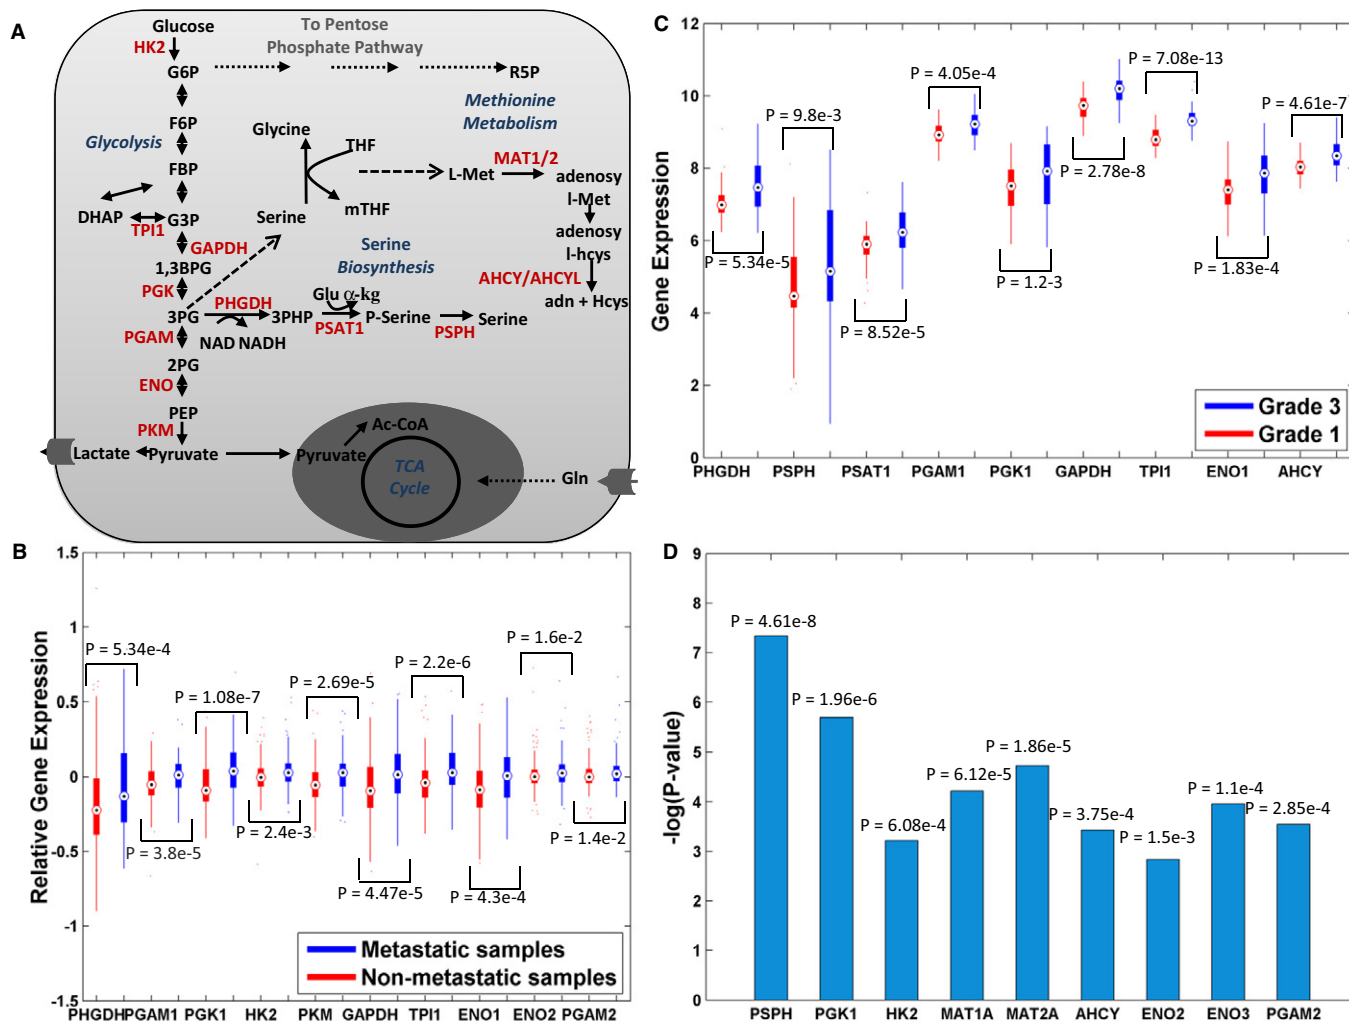 A
Glucose
HK2
To Pentose
Phosphate Pathway
G6P
R5P
Methionine
Metabolism
F6P
Glycine
Glycolysis
THF
MAT1/2
FBP
L-Met
adenosy
l-Met
DHAP
G3P
Serine
mTHF
TPI1
adenosy
l-hcys
GAPDH
Serine
Biosynthesis
1,3BPG
AHCY/AHCYL
PGK
PHGDH
Glu α-kg
adn + Hcys
3PG
3PHP
P-Serine
Serine
PSAT1
PSPH
PGAM
NAD NADH
2PG
ENO
PEP
PKM
Ac-CoA
Lactate
Pyruvate
Pyruvate
TCA
Cycle
Gln
B
1.5
1
0.5
0
-0.5
-1
-1.5
Relative Gene Expression
P = 5.34e-4
P = 3.8e-5
P = 1.08e-7
P = 2.4e-3
P = 2.69e-5
P = 4.47e-5
P = 2.2e-6
P = 4.3e-4
P = 1.6e-2
P = 1.4e-2
Metastatic samples
Non-metastatic samples
PHGDH PGAM1 PGK1 HK2 PKM GAPDH TPI1 ENO1 ENO2 PGAM2
C
12
10
8
6
4
2
0
Gene Expression
P = 5.34e-5
P = 9.8e-3
P = 8.52e-5
P = 4.05e-4
P = 1.2-3
P = 2.78e-8
P = 7.08e-13
P = 1.83e-4
P = 4.61e-7
Grade 3
Grade 1
PHGDH PSPH PSAT1 PGAM1 PGK1 GAPDH TPI1 ENO1 AHCY
D
9
8
7
6
5
4
3
2
1
0
-log(P-value)
P = 4.61e-8
P = 1.96e-6
P = 6.08e-4
P = 6.12e-5
P = 1.86e-5
P = 3.75e-4
P = 1.5e-3
P = 1.1e-4
P = 2.85e-4
PSPH PGK1 HK2 MAT1A MAT2A AHCY ENO2 ENO3 PGAM2